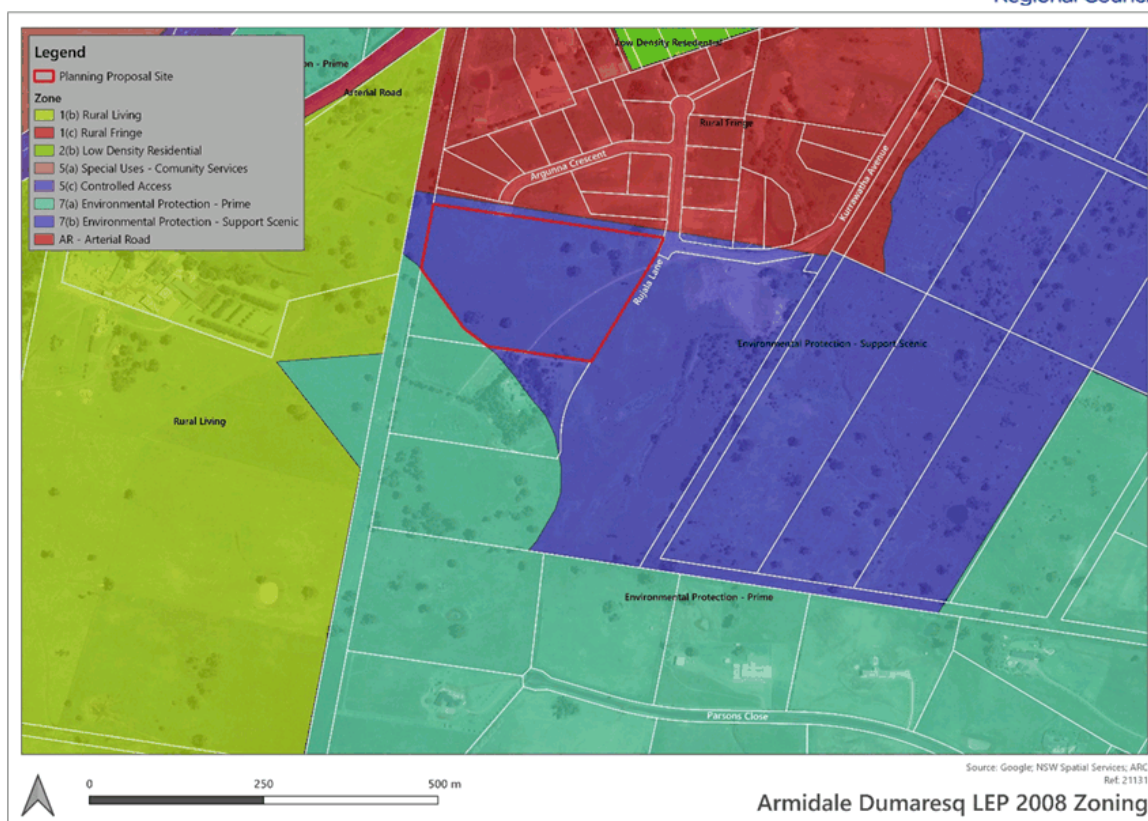 Regional Council
Legend
Planning Proposal Site
Zone
1(b) Rural Living
1(c) Rural Fringe
2(b) Low Density Residential
5(a) Special Uses - Comunity Services
5(c) Controlled Access
7(a) Environmental Protection - Prime
7(b) Environmental Protection - Support Scenic
AR - Arterial Road
Low Density Resedential
on - Prime
Arterial Road
Rural Fringe
Argunna Crescent
Kurrawatha Avenue
Rujala Lane
Environmental Protection - Support Scenic
Rural Living
Environmental Protection - Prime
Parsons Close
0 250 500 m
Source: Google; NSW Spatial Services; ARC
Ref: 21131
Armidale Dumaresq LEP 2008 Zoning